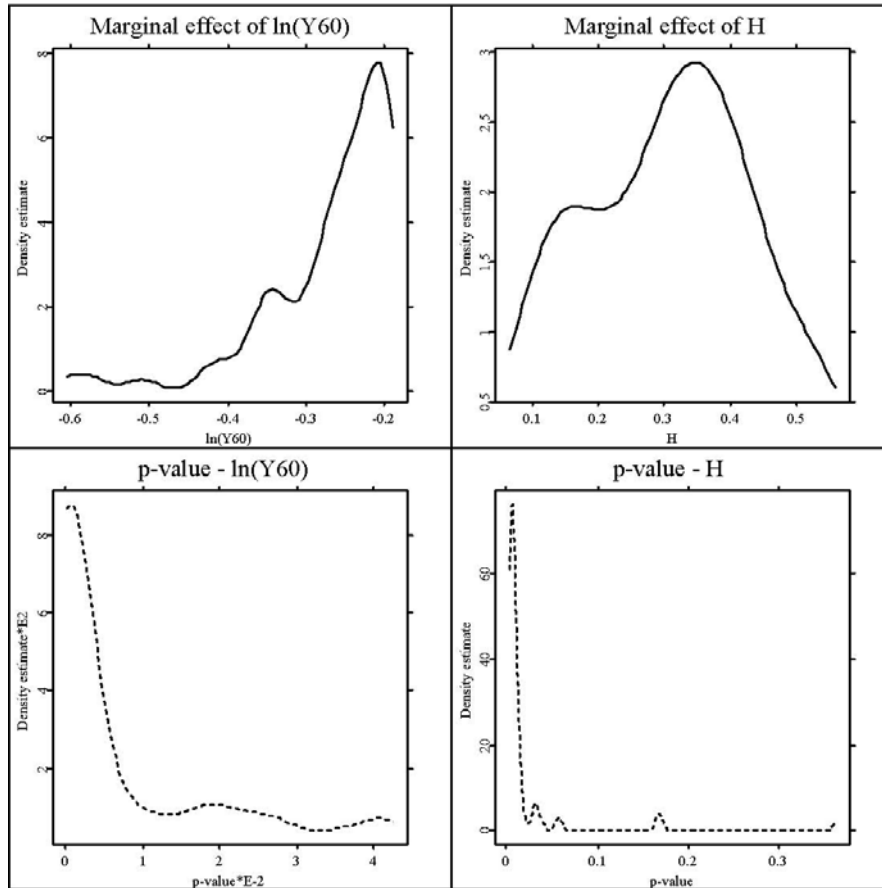 Marginal effect of ln(Y60)
Density estimate
8
6
4
2
0
-0.6 -0.5 -0.4 -0.3 -0.2
ln(Y60)
Marginal effect of H
Density estimate
3
2.5
2
1.5
1
0.5
0.1 0.2 0.3 0.4 0.5
H
p-value - ln(Y60)
Density estimate*E2
8
6
4
2
0 1 2 3 4
p-value*E-2
p-value - H
Density estimate
60
40
20
0
0 0.1 0.2 0.3
p-value